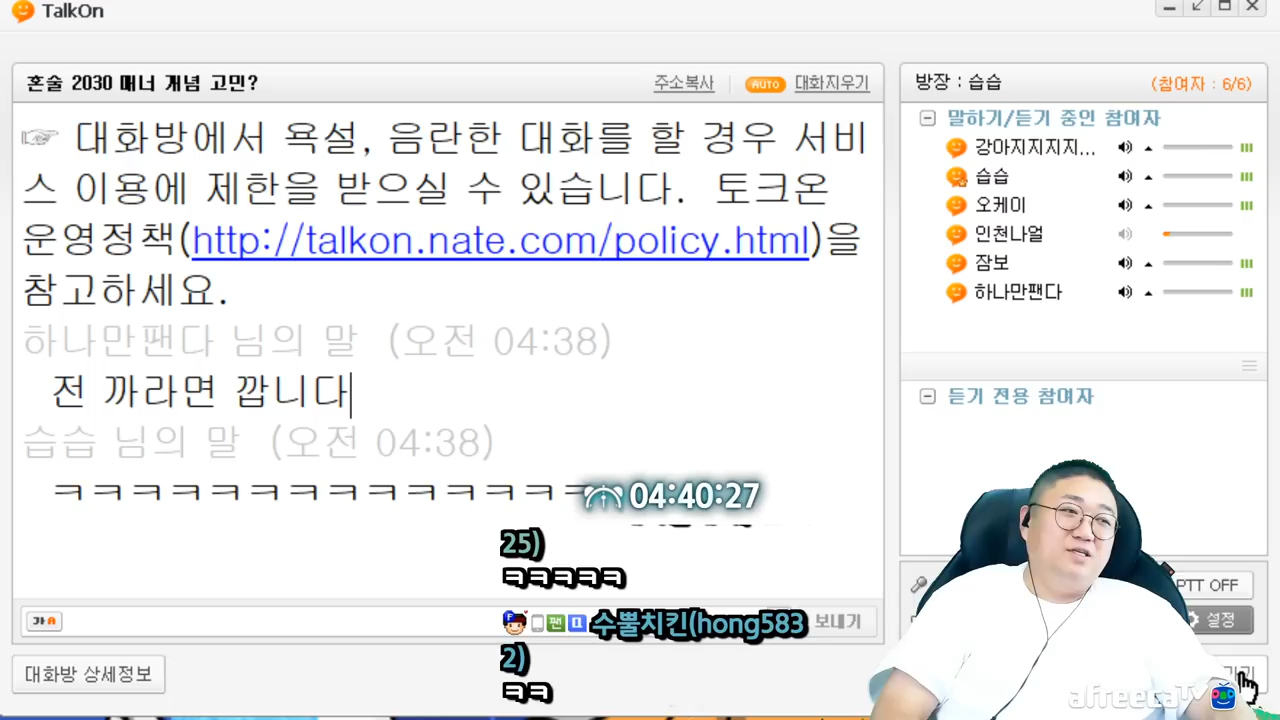 TalkOn
혼술 2030 매너 개념 고민?
주소복사
AUTO
대화지우기
☞ 대화방에서 욕설, 음란한 대화를 할 경우 서비
스 이용에 제한을 받으실 수 있습니다. 토크온
운영정책(http://talkon.nate.com/policy.html)을
참고하세요.
하나만팬다 님의 말 (오전 04:38)
전 까라면 깝니다
습습 님의 말 (오전 04:38)
ㅋㅋㅋㅋㅋㅋㅋㅋㅋㅋㅋㅋㅋㅋ
04:40:27
25)
ㅋㅋㅋㅋㅋ
팬
수뿔치킨(hong583
2)
ㅋㅋ
가
보내기
대화방 상세정보
방장 : 습습
(참여자 : 6/6)
말하기/듣기 중인 참여자
강아지지지지...
습습
오케이
인천나얼
잠보
하나만팬다
듣기 전용 참여자
PTT OFF
설정
afreecaTV